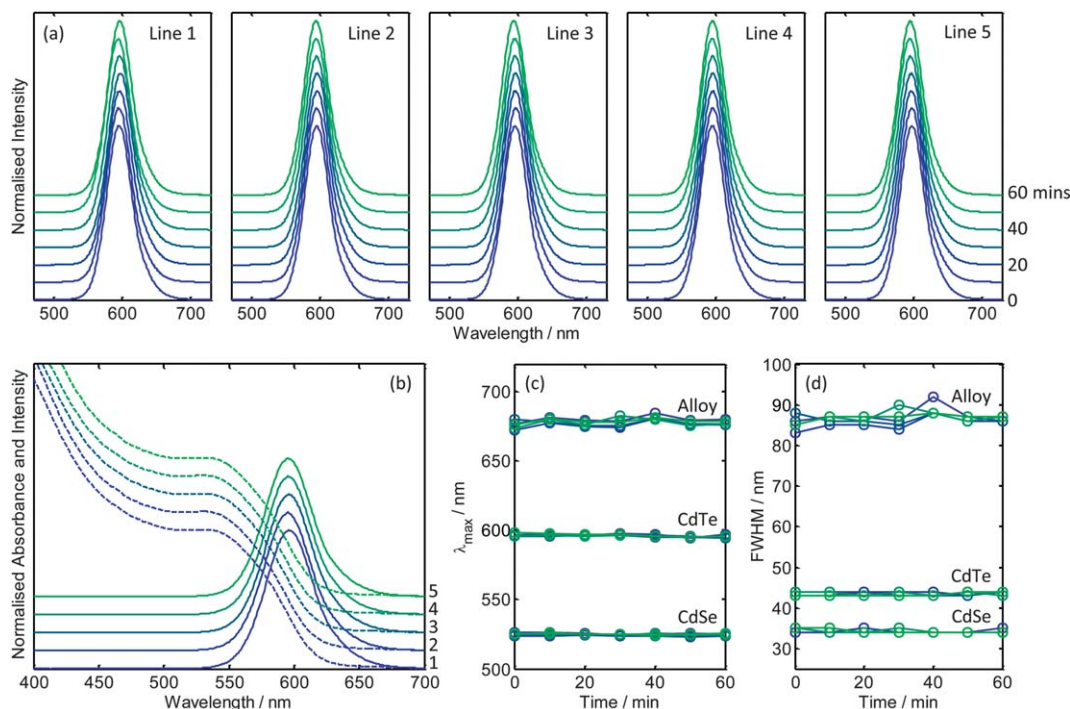 (a)
Line 1
Line 2
Line 3
Line 4
Line 5
Normalised Intensity
60 mins
40
20
0
500 600 700
500 600 700
500 600 700
500 600 700
500 600 700
Wavelength / nm
(b)
Normalised Absorbance and Intensity
5
4
3
2
1
400 450 500 550 600 650 700
Wavelength / nm
(c)
λmax / nm
700
650
600
550
500
Alloy
CdTe
CdSe
0 20 40 60
Time / min
(d)
FWHM / nm
100
90
80
70
60
50
40
30
Alloy
CdTe
CdSe
0 20 40 60
Time / min